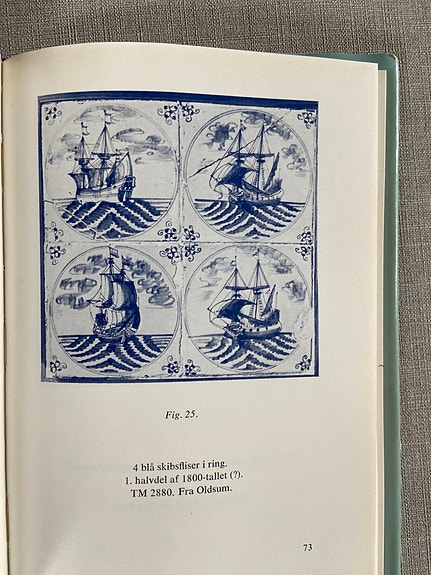 Fig. 25.
4 blå skibsfliser i ring.
1. halvdel af 1800-tallet (?).
TM 2880. Fra Oldsum.
73